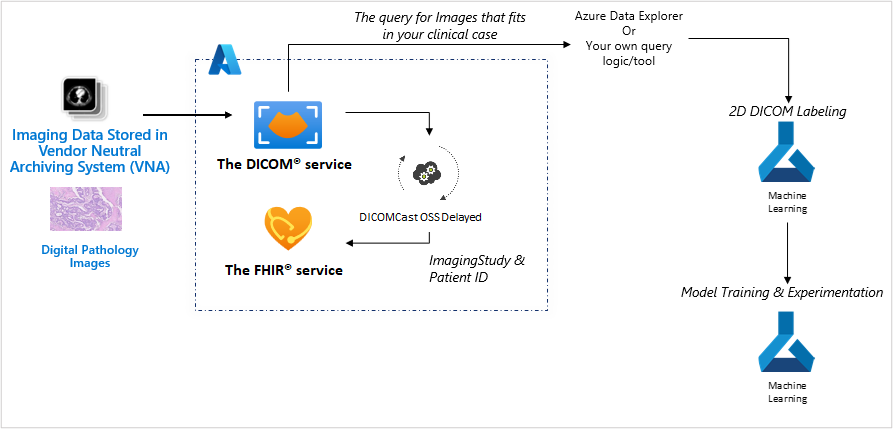 The query for Images that fits
in your clinical case
Azure Data Explorer
Or
Your own query
logic/tool
Imaging Data Stored in
Vendor Neutral
Archiving System (VNA)
Digital Pathology
Images
The DICOM® service
DICOMCast OSS Delayed
The FHIR® service
ImagingStudy &
Patient ID
2D DICOM Labeling
Machine
Learning
Model Training & Experimentation
Machine
Learning